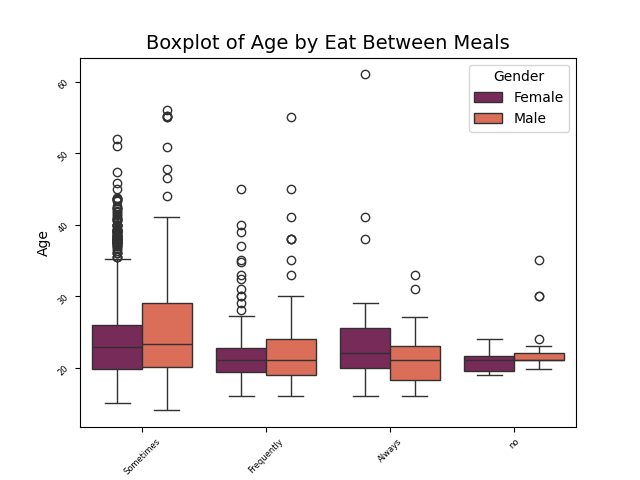 Boxplot of Age by Eat Between Meals
Gender
Female
Male
Age
60
50
40
30
20
Sometimes
Frequently
Always
no